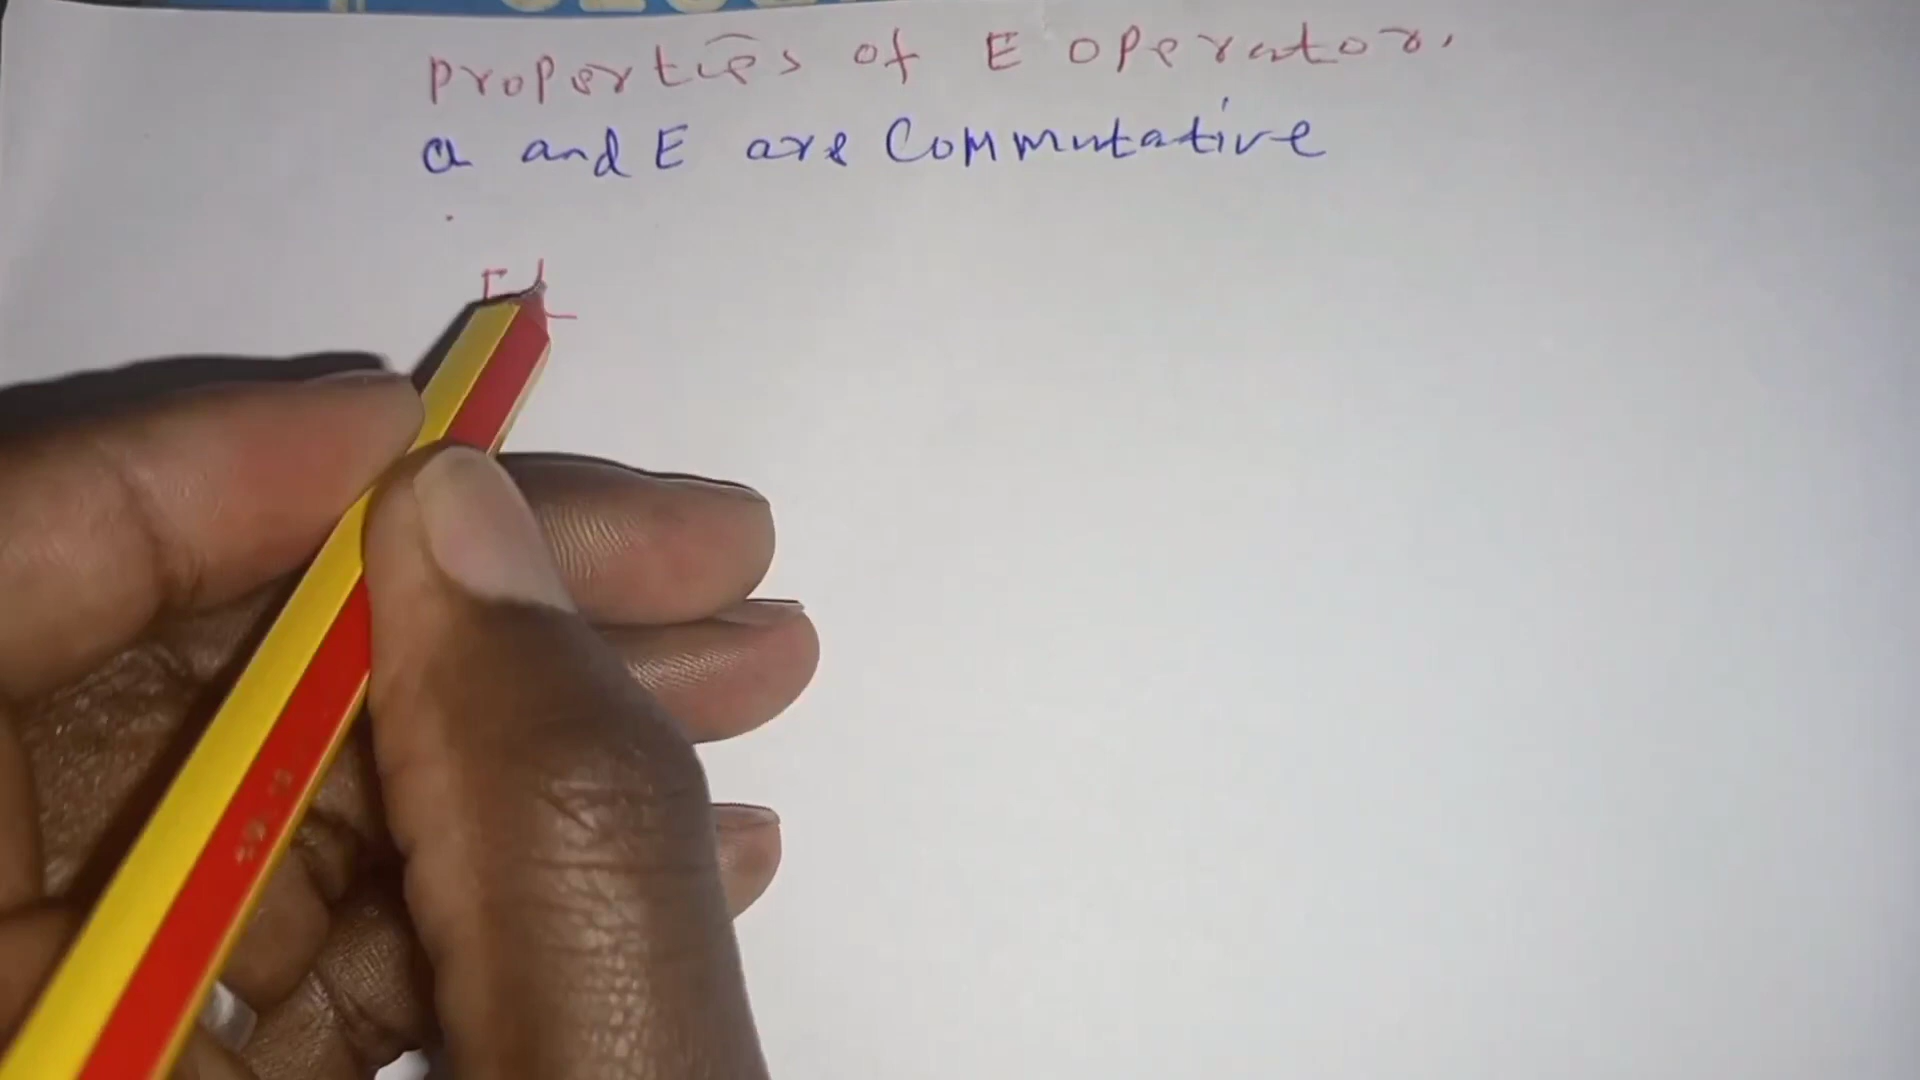 Properties of E operator.
a and E are Commutative